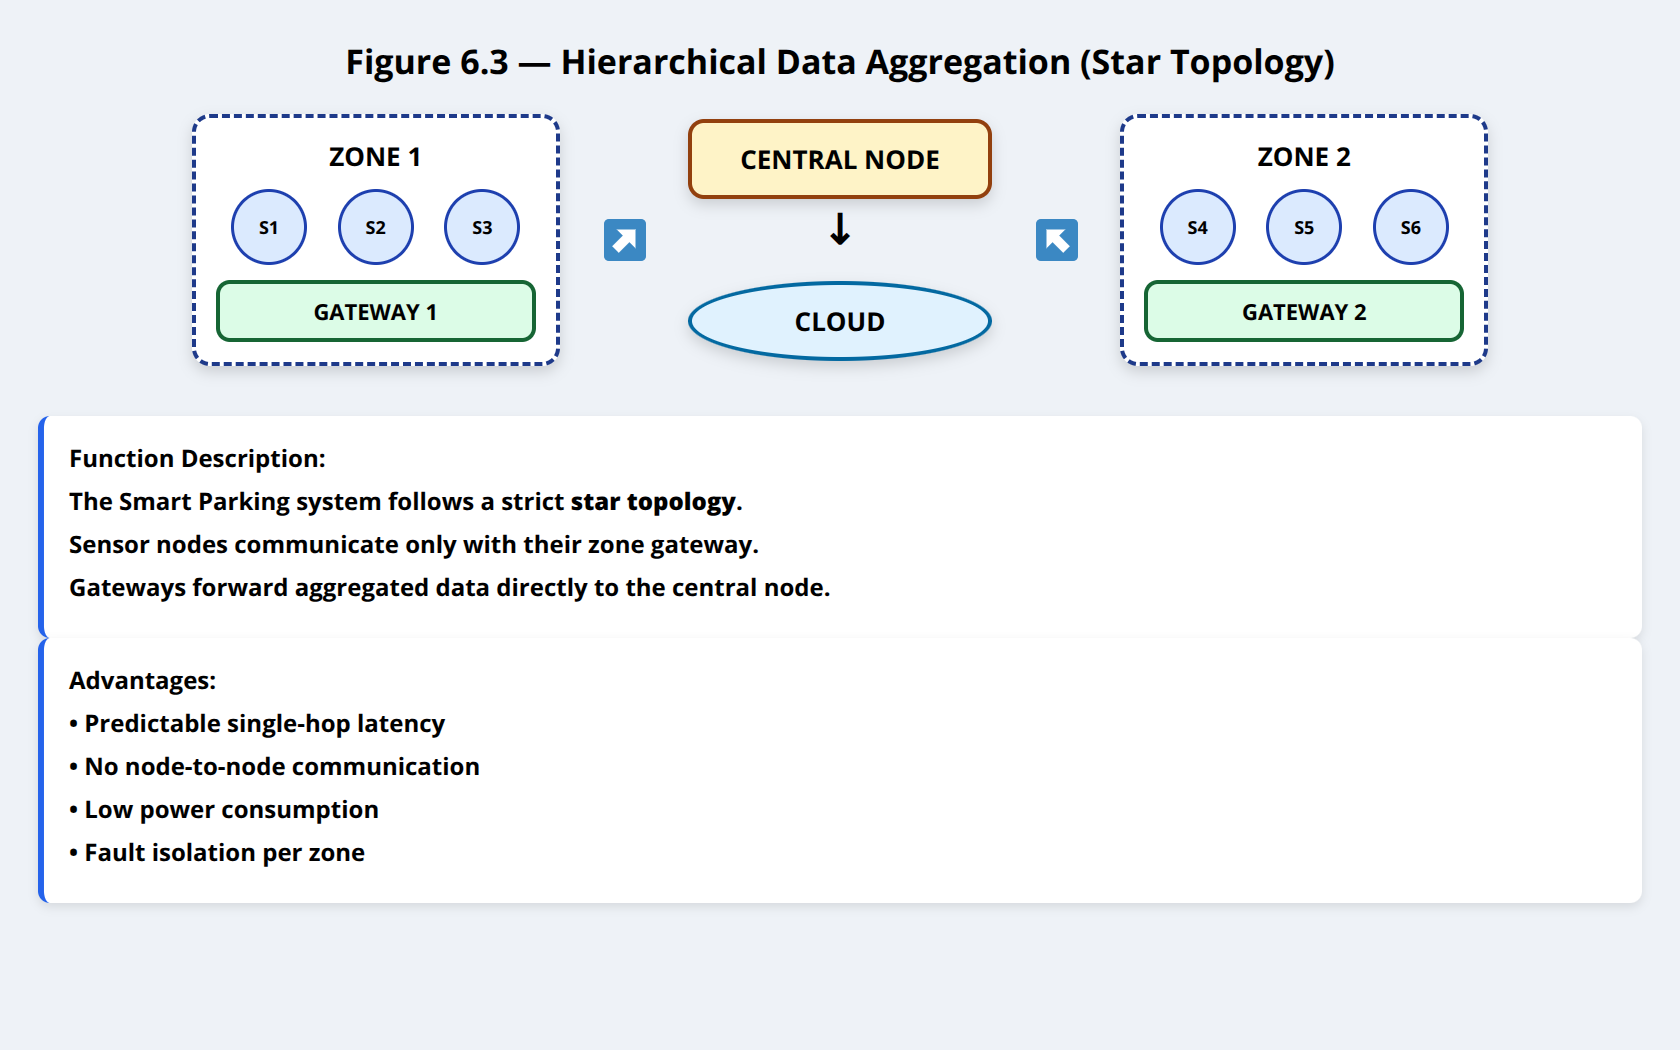 Figure 6.3 — Hierarchical Data Aggregation (Star Topology)
ZONE 1
S1 S2 S3
GATEWAY 1
↗
CENTRAL NODE
↓
CLOUD
↖
ZONE 2
S4 S5 S6
GATEWAY 2
Function Description:
The Smart Parking system follows a strict star topology.
Sensor nodes communicate only with their zone gateway.
Gateways forward aggregated data directly to the central node.
Advantages:
• Predictable single-hop latency
• No node-to-node communication
• Low power consumption
• Fault isolation per zone